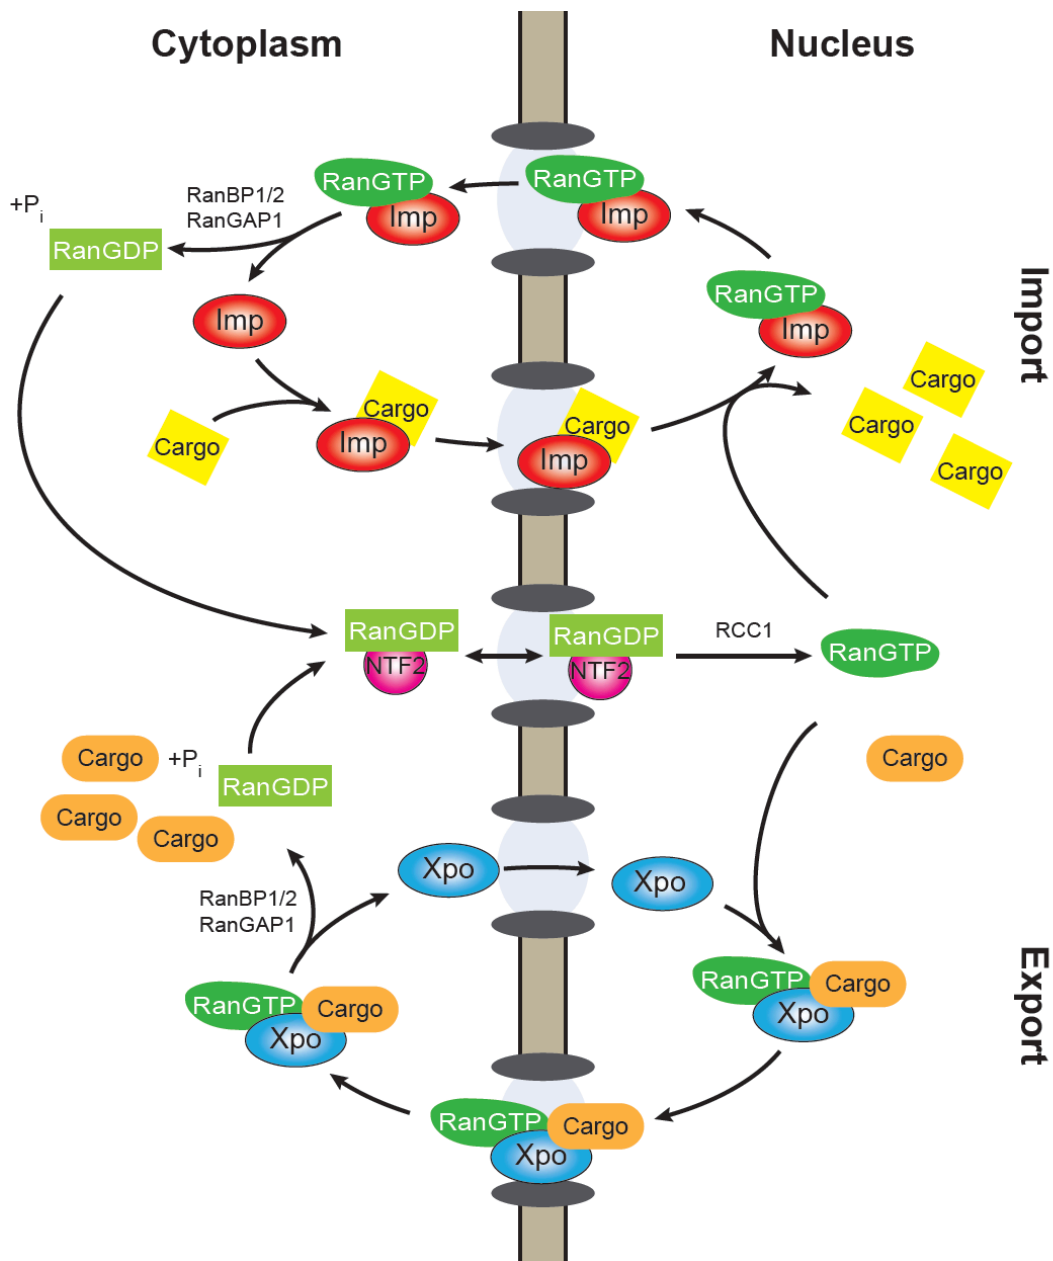 Cytoplasm
Nucleus
RanGTP
Imp
RanGTP
Imp
RanBP1/2
RanGAP1
+Pi
RanGDP
RanGTP
Imp
Imp
Import
Cargo
Cargo
Cargo
Cargo
Imp
Cargo
Imp
Cargo
Cargo
RanGDP
NTF2
RanGDP
NTF2
RCC1
RanGTP
Cargo
+Pi
RanGDP
Cargo
Cargo
Cargo
Xpo
Xpo
RanBP1/2
RanGAP1
Export
RanGTP
Cargo
Xpo
RanGTP
Cargo
Xpo
RanGTP
Cargo
Xpo